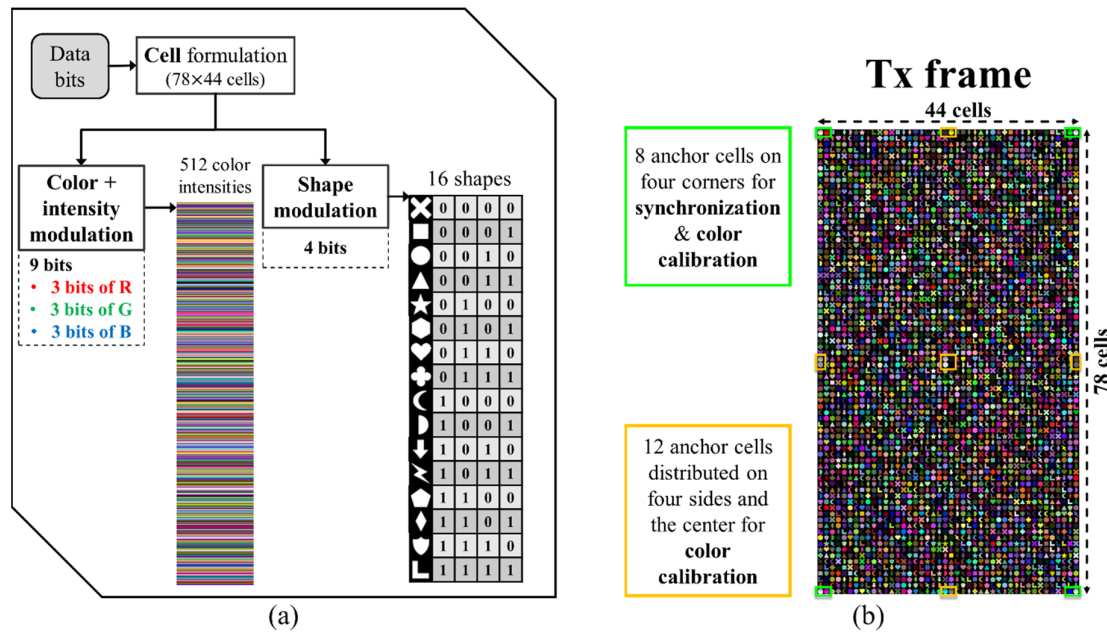 Data
bits
Cell formulation
(78×44 cells)
Color +
intensity
modulation
9 bits
• 3 bits of R
• 3 bits of G
• 3 bits of B
512 color
intensities
Shape
modulation
4 bits
16 shapes
0 0 0 0
0 0 0 1
0 0 1 0
0 0 1 1
0 1 0 0
0 1 0 1
0 1 1 0
0 1 1 1
1 0 0 0
1 0 0 1
1 0 1 0
1 0 1 1
1 1 0 0
1 1 0 1
1 1 1 0
1 1 1 1
(a)
8 anchor cells on
four corners for
synchronization
& color
calibration
12 anchor cells
distributed on
four sides and
the center for
color
calibration
Tx frame
44 cells
78 cells
(b)